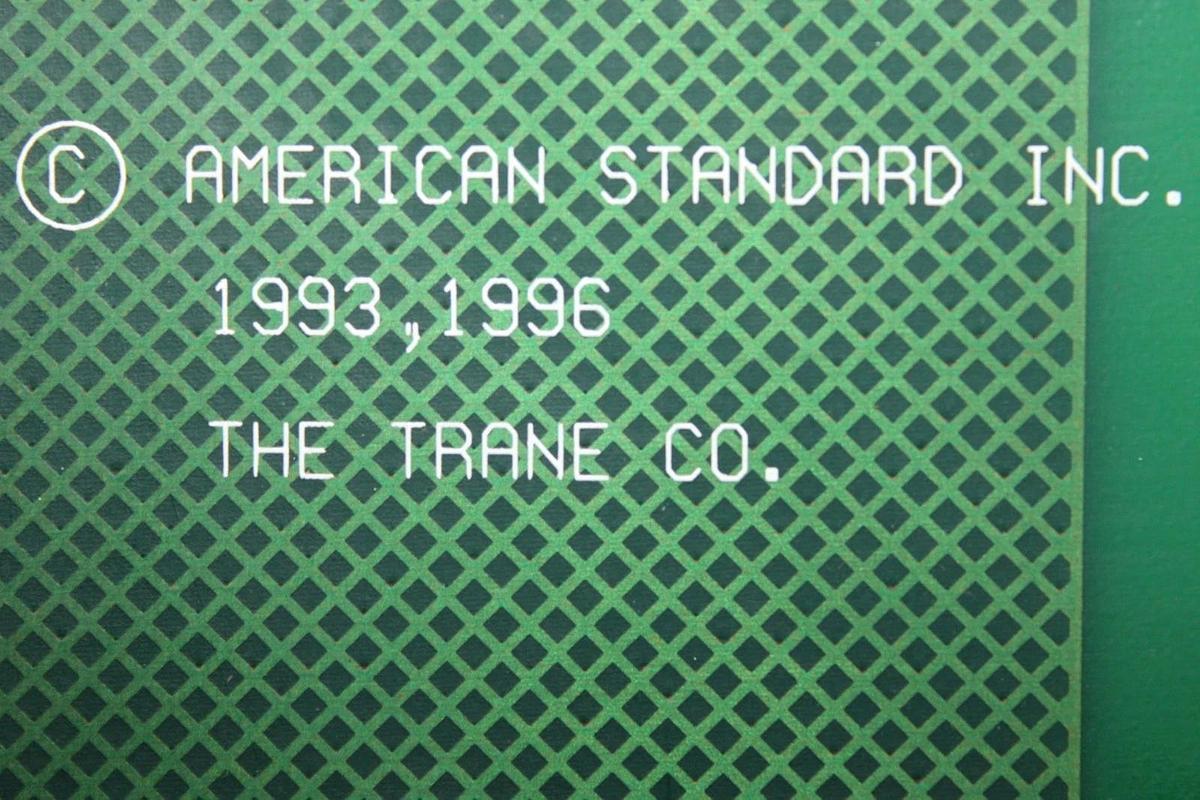 © AMERICAN STANDARD INC.
1993,,1996
THE TRANE CO.